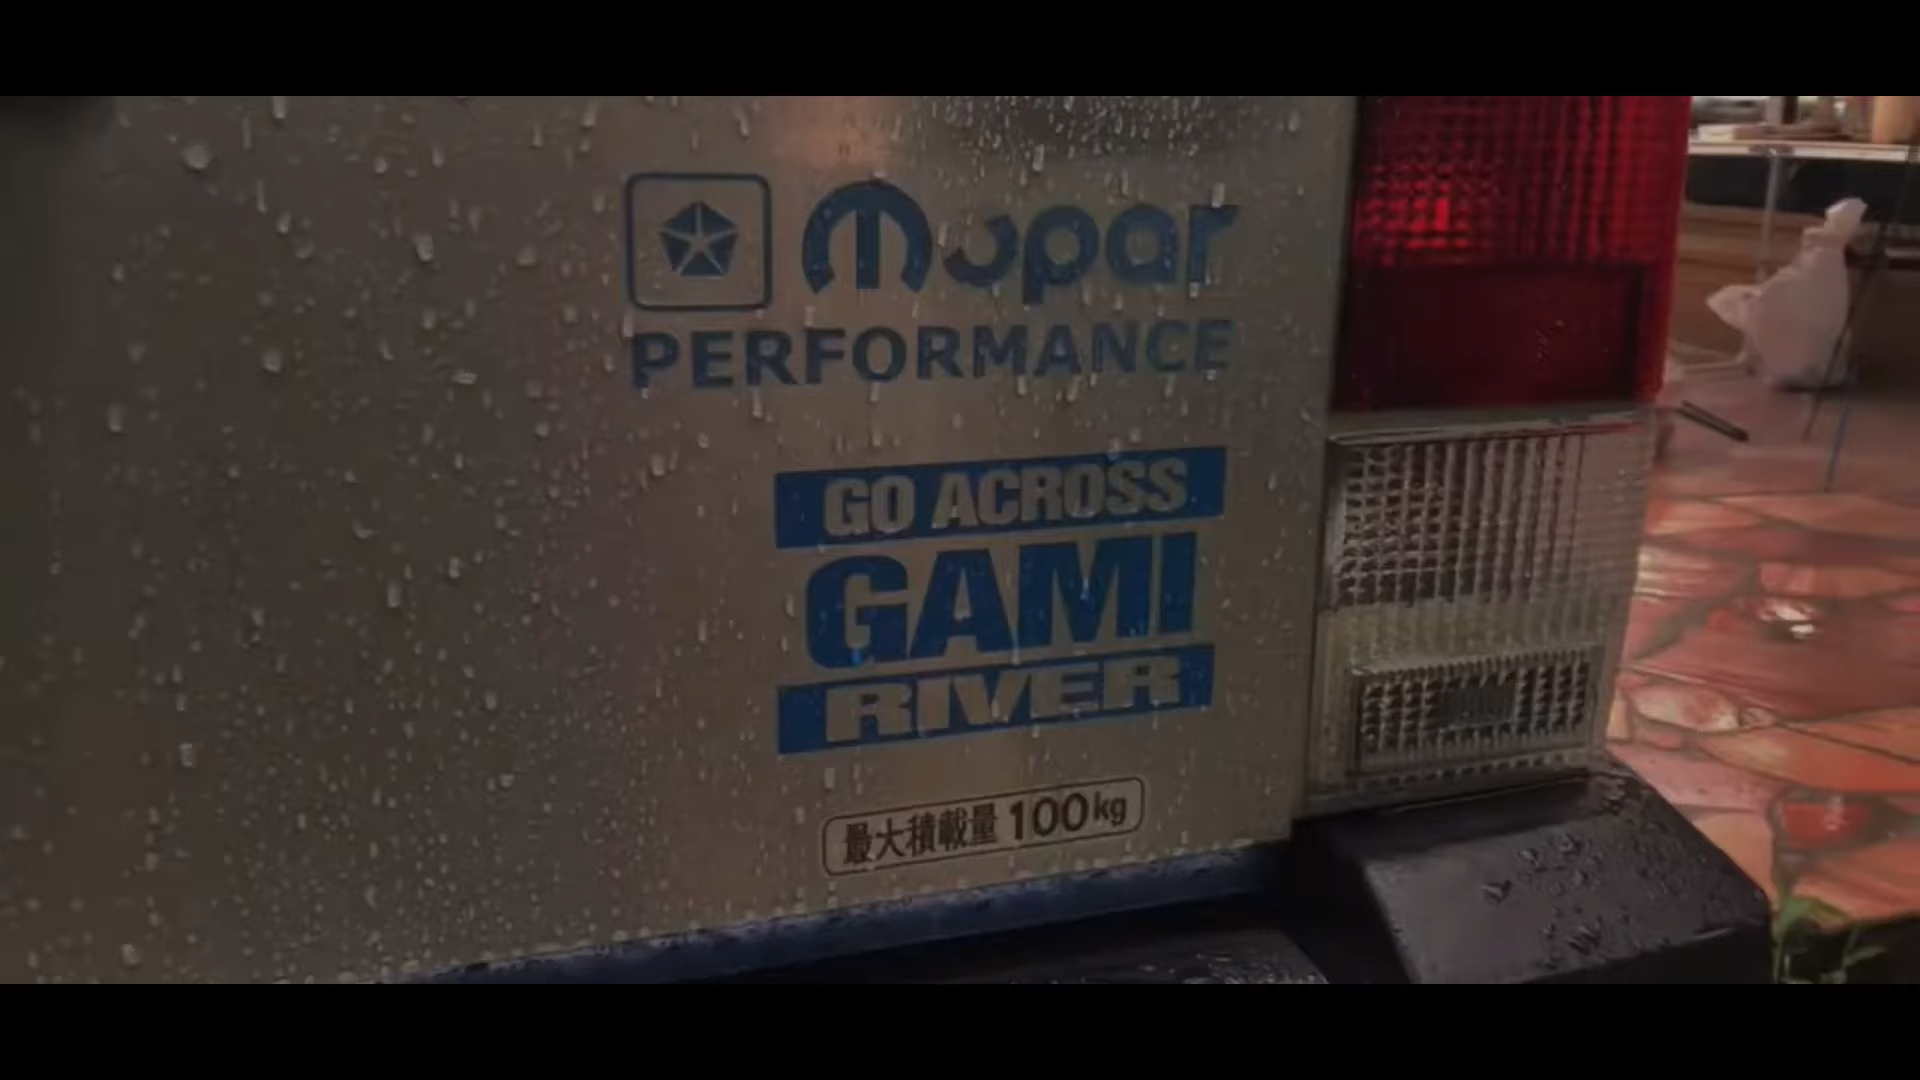 Mopar
PERFORMANCE
GO ACROSS
GAMI
RIVER
最大積載量 100kg